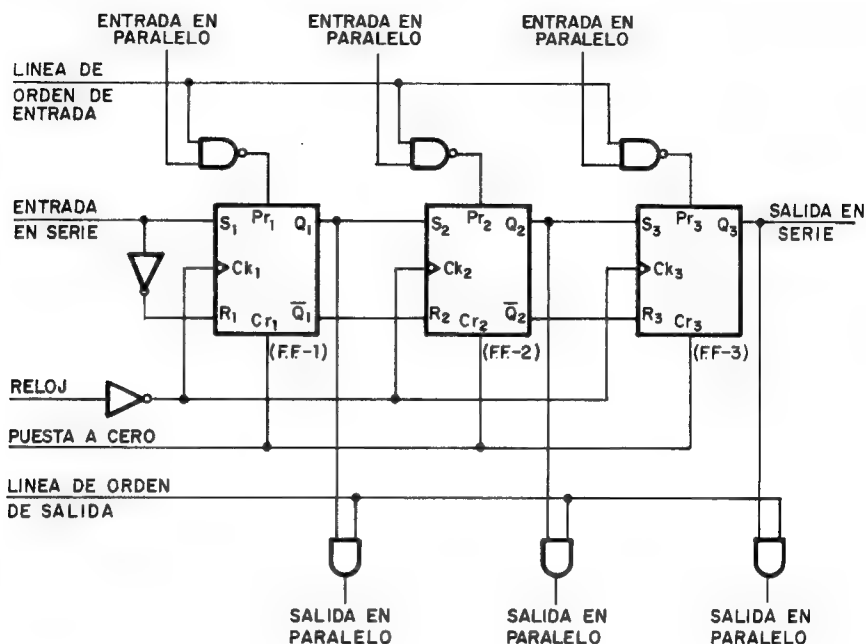 ENTRADA EN
PARALELO
ENTRADA EN
PARALELO
ENTRADA EN
PARALELO
LINEA DE
ORDEN DE
ENTRADA
ENTRADA
EN SERIE
S₁ Pr₁ Q₁
Ck₁
R₁ Cr₁ Q̅₁
(F.F-1)
S₂ Pr₂ Q₂
Ck₂
R₂ Cr₂ Q̅₂
(F.F-2)
S₃ Pr₃ Q₃
Ck₃
R₃ Cr₃
(F.F-3)
SALIDA EN
SERIE
RELOJ
PUESTA A CERO
LINEA DE ORDEN
DE SALIDA
SALIDA EN
PARALELO
SALIDA EN
PARALELO
SALIDA EN
PARALELO